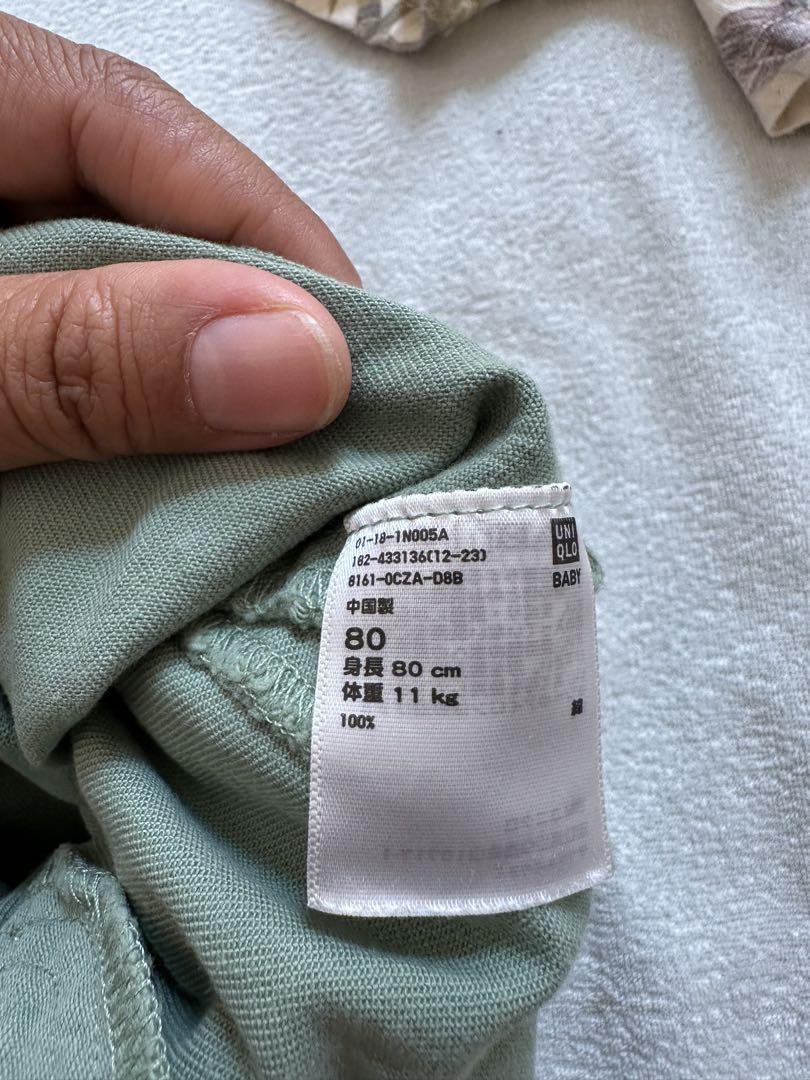 01-18-1N005A
182-433136(12-23)
8161-0CZA-D8B
UNI
QLO
BABY
中国製
80
身長 80 cm
体重 11 kg
綿
100%